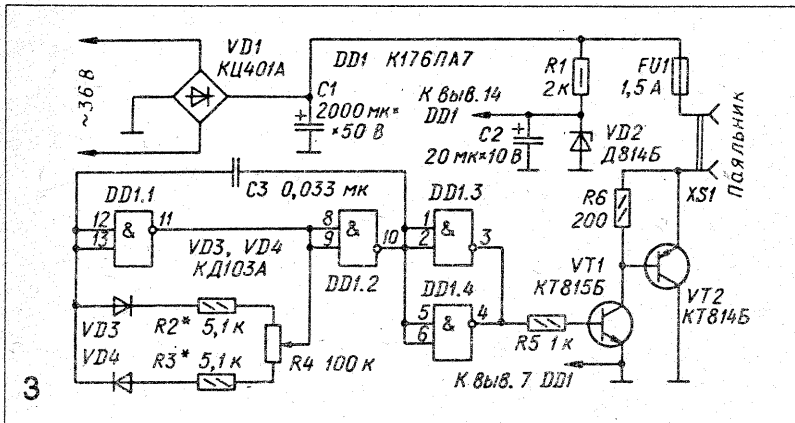 VD1
КЦ401А
~36 В
DD1 К176ЛА7
C1
2000 мк×
×50 В
К выв. 14
DD1
C2
20 мк×10 В
R1
2 к
VD2
Д814Б
FU1
1,5 А
Паяльник
XS1
C3 0,033 мк
DD1.1
12
13
&
11
VD3, VD4
КД103А
8
9
&
10
DD1.2
DD1.3
1
2
&
3
DD1.4
5
6
&
4
R6
200
VT1
КТ815Б
VT2
КТ814Б
R5 1 к
К выв. 7 DD1
VD3
R2* 5,1 к
VD4
R3* 5,1 к
R4 100 к
3